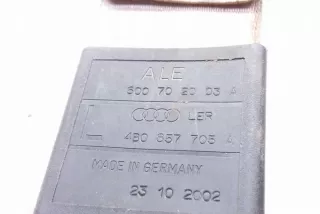 ALE
600 70 20 03 A
LER
L 4B0 857 705 A
MADE IN GERMANY
23 10 2002